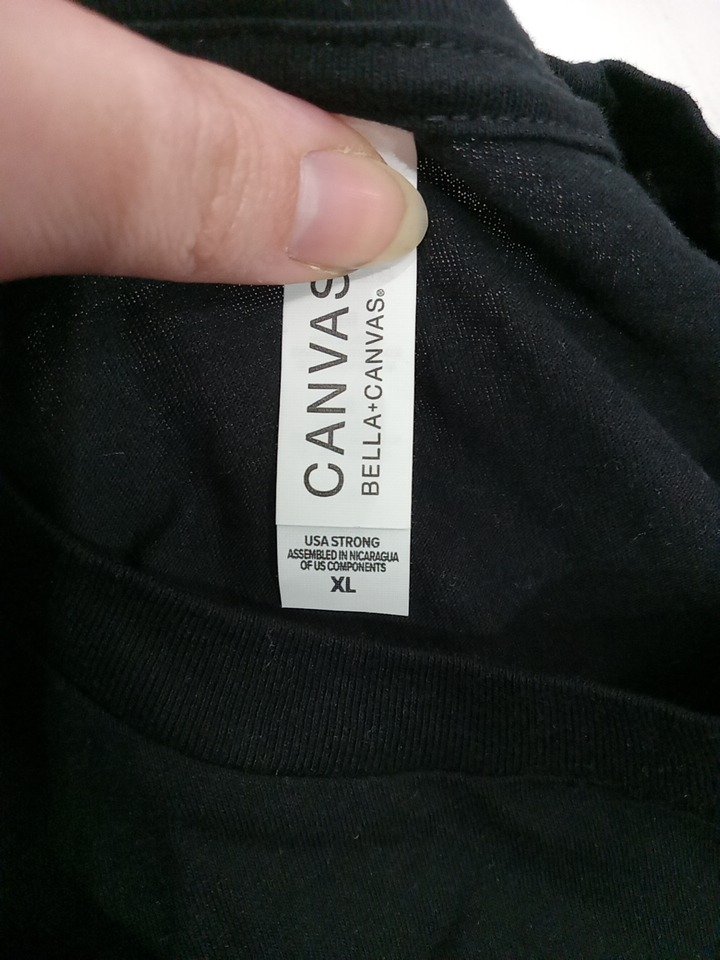 CANVAS
BELLA+CANVAS®
USA STRONG
ASSEMBLED IN NICARAGUA
OF US COMPONENTS
XL